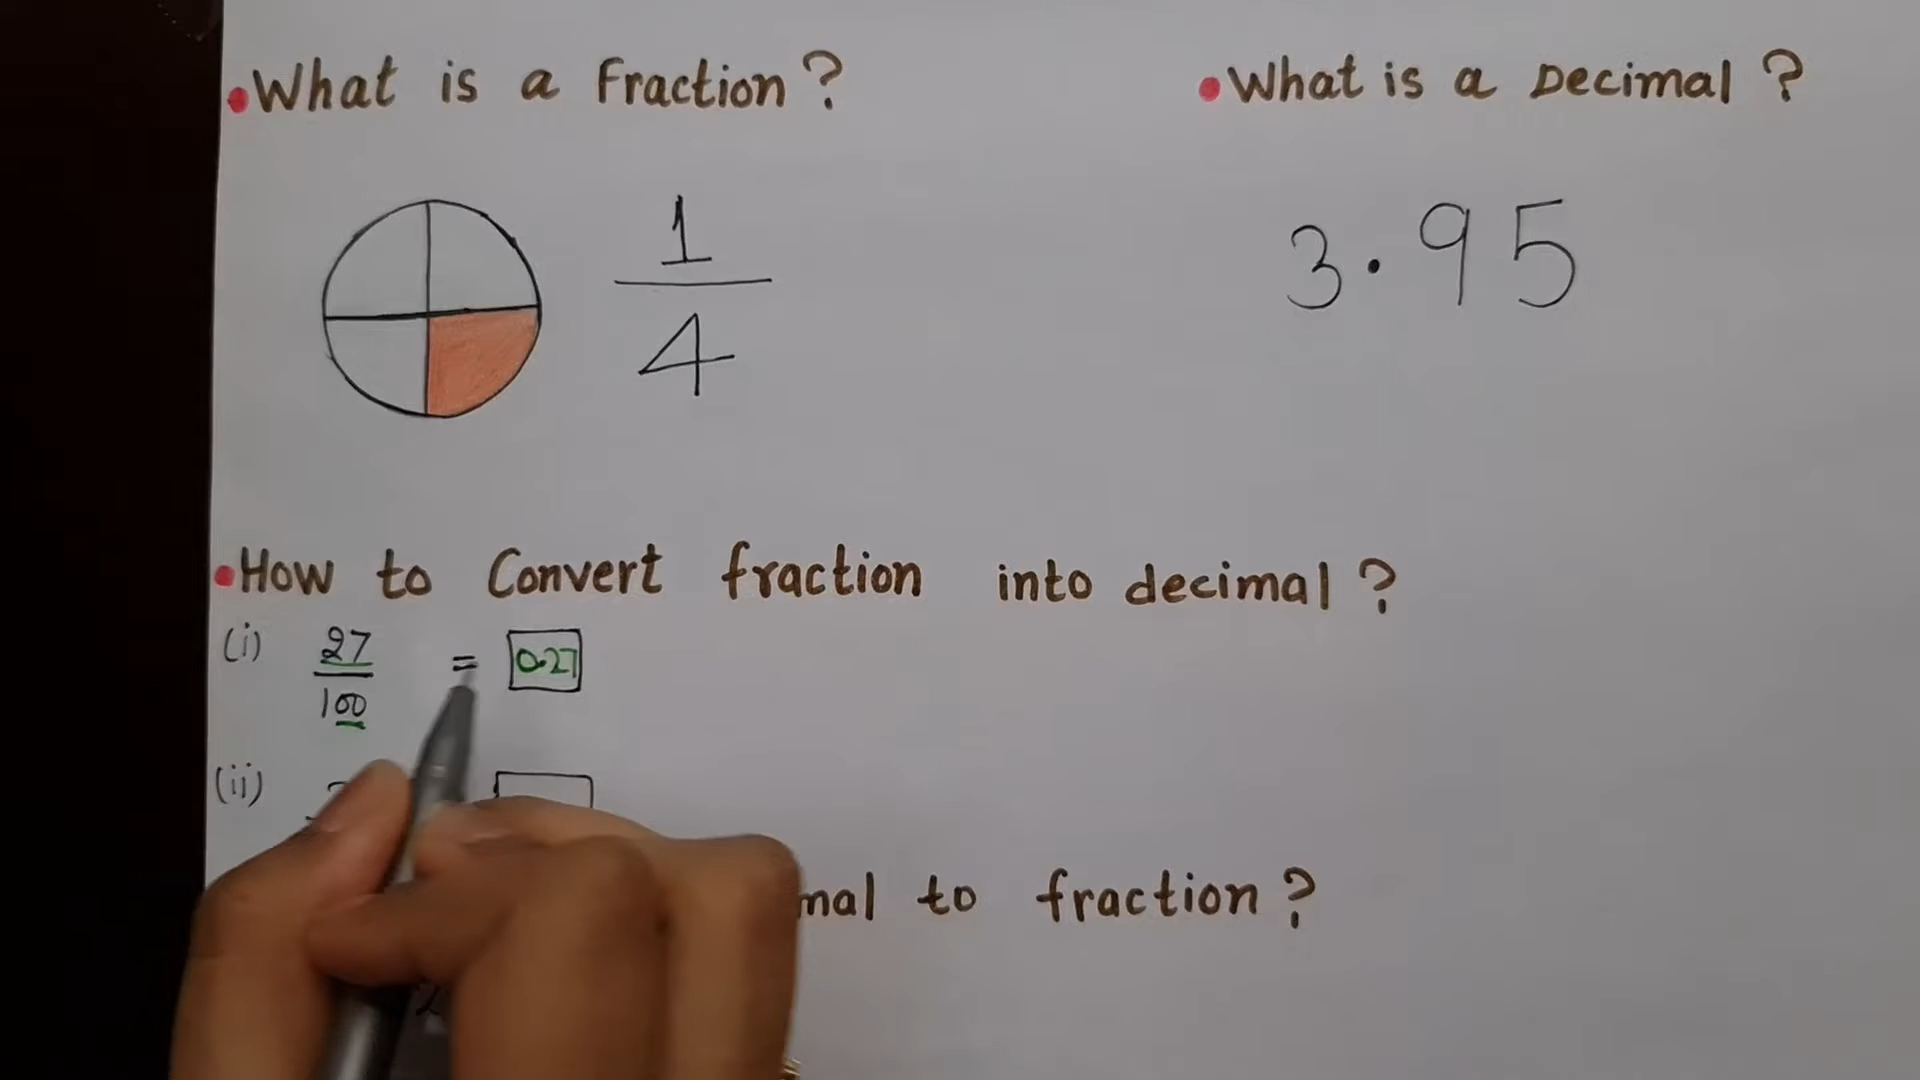 •What is a Fraction?
•What is a Decimal?
1
4
3.95
•How to Convert fraction into decimal?
(i) 27 = 0.27
100
(ii)
to fraction?